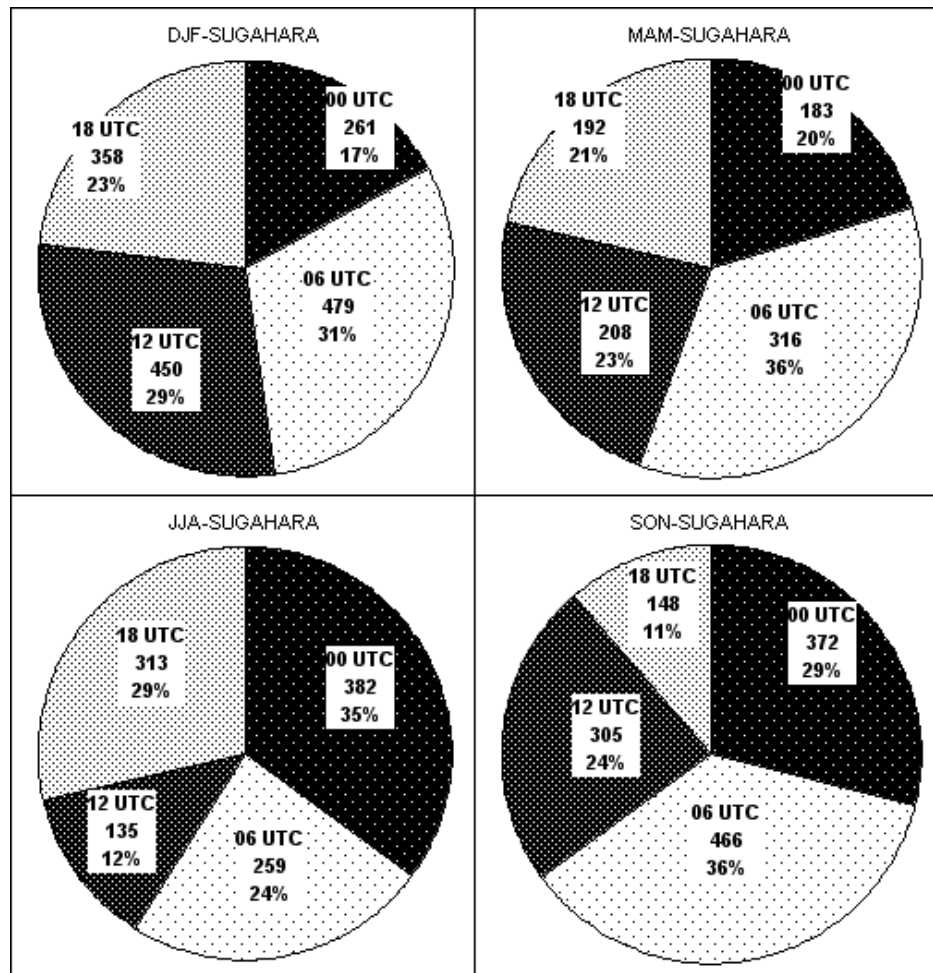 DJF-SUGAHARA
00 UTC
261
17%
06 UTC
479
31%
12 UTC
450
29%
18 UTC
358
23%
MAM-SUGAHARA
00 UTC
183
20%
06 UTC
316
36%
12 UTC
208
23%
18 UTC
192
21%
JJA-SUGAHARA
00 UTC
382
35%
06 UTC
259
24%
12 UTC
135
12%
18 UTC
313
29%
SON-SUGAHARA
00 UTC
372
29%
06 UTC
466
36%
12 UTC
305
24%
18 UTC
148
11%